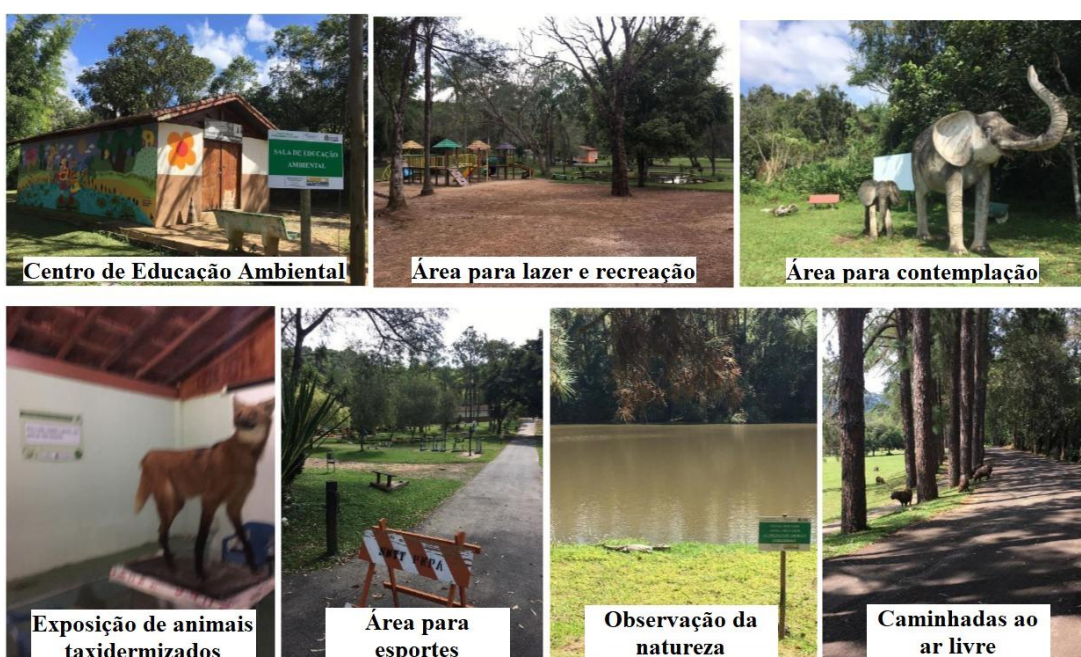 SALA DE EDUCAÇÃO
AMBIENTAL
Centro de Educação Ambiental
Área para lazer e recreação
Área para contemplação
Exposição de animais
taxidermizados
Área para
esportes
Observação da
natureza
Caminhadas ao
ar livre